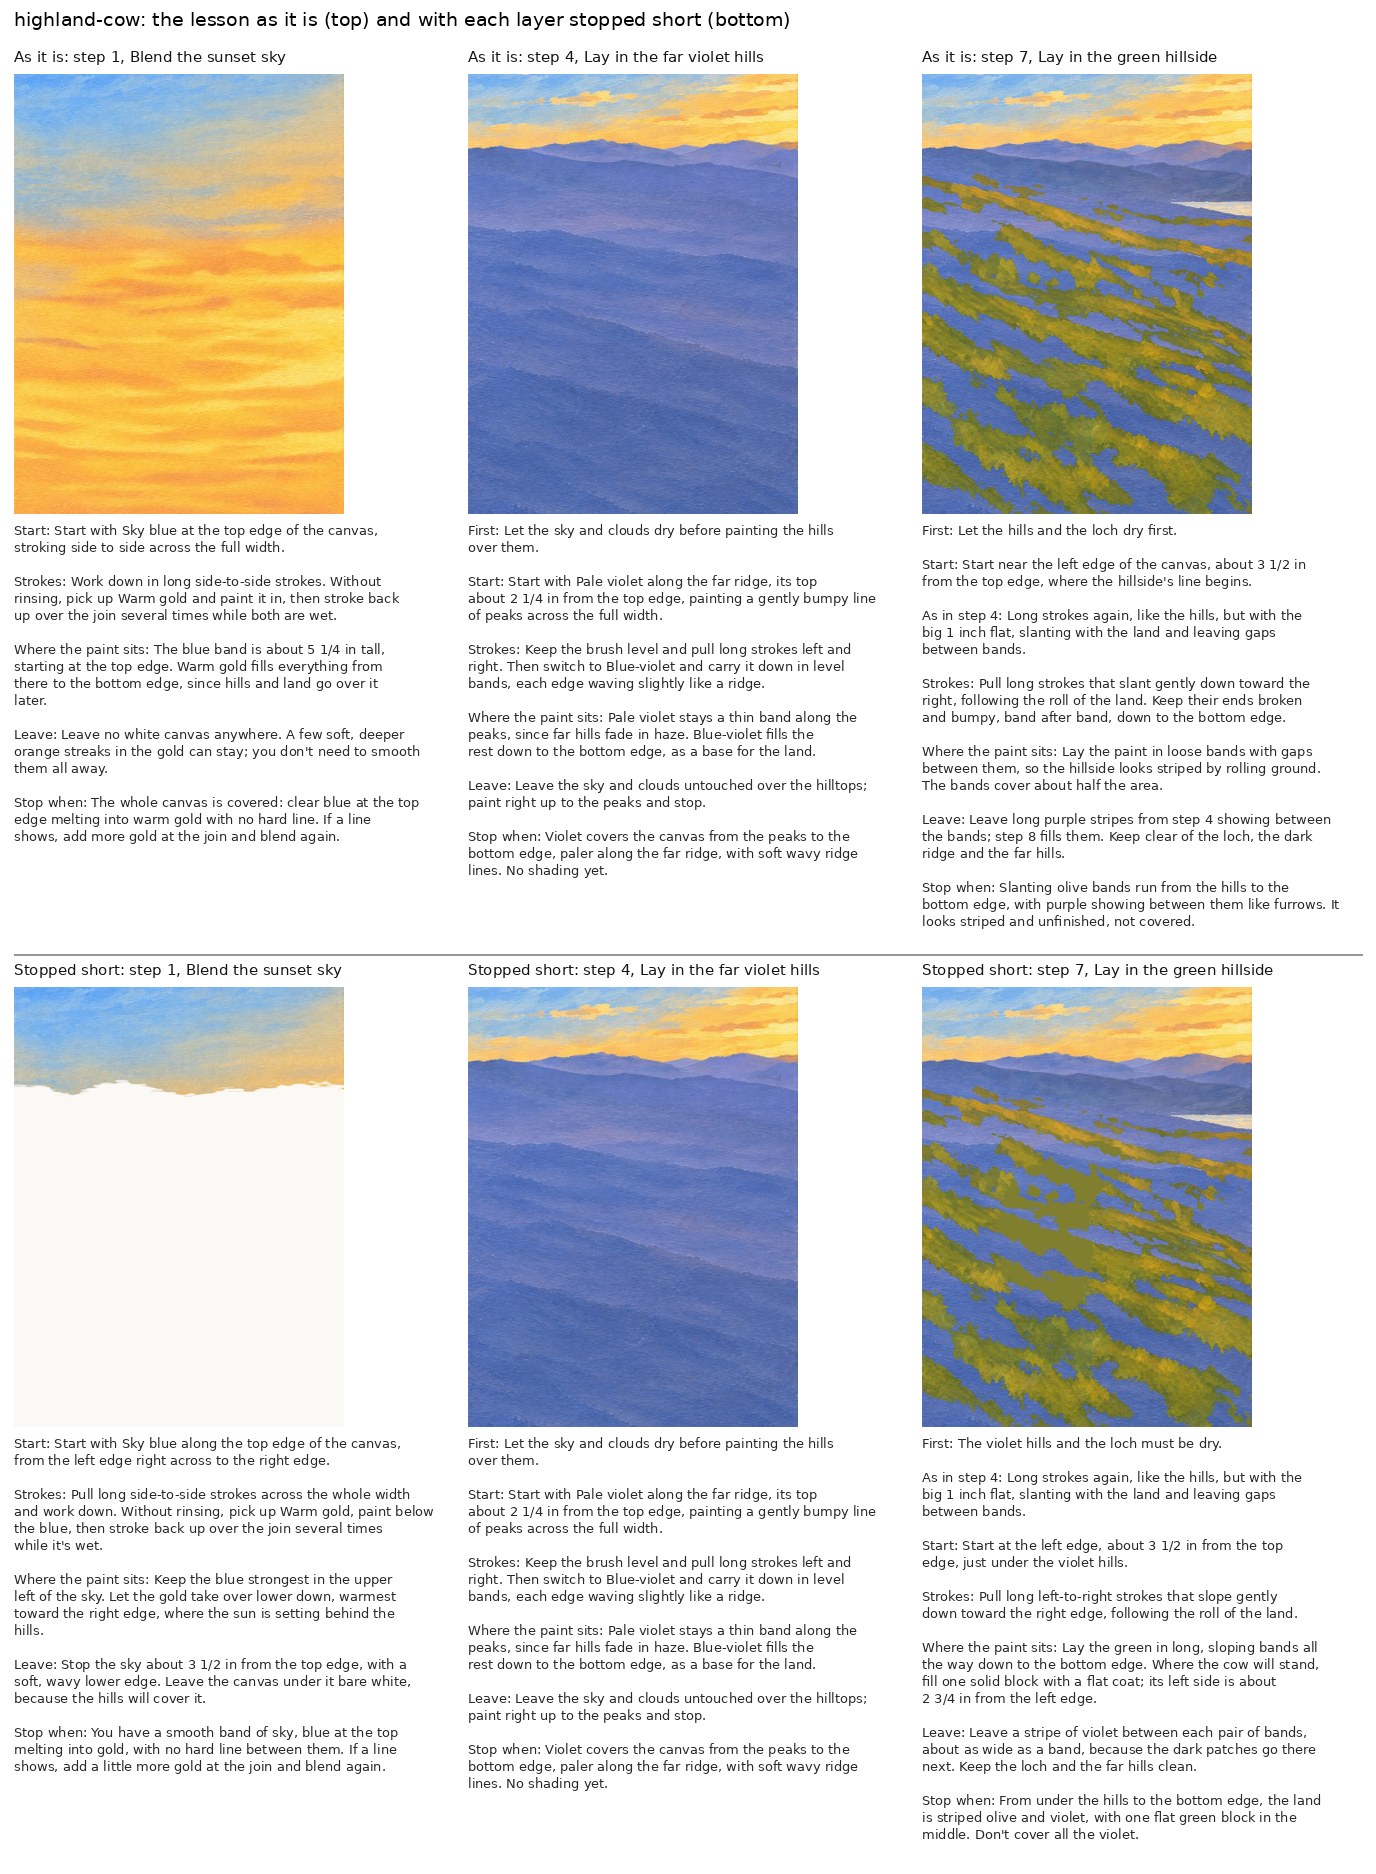 highland-cow: the lesson as it is (top) and with each layer stopped short (bottom)
As it is: step 1, Blend the sunset sky
Start: Start with Sky blue at the top edge of the canvas,
stroking side to side across the full width.
Strokes: Work down in long side-to-side strokes. Without
rinsing, pick up Warm gold and paint it in, then stroke back
up over the join several times while both are wet.
Where the paint sits: The blue band is about 5 1/4 in tall,
starting at the top edge. Warm gold fills everything from
there to the bottom edge, since hills and land go over it
later.
Leave: Leave no white canvas anywhere. A few soft, deeper
orange streaks in the gold can stay; you don't need to smooth
them all away.
Stop when: The whole canvas is covered: clear blue at the top
edge melting into warm gold with no hard line. If a line
shows, add more gold at the join and blend again.
As it is: step 4, Lay in the far violet hills
First: Let the sky and clouds dry before painting the hills
over them.
Start: Start with Pale violet along the far ridge, its top
about 2 1/4 in from the top edge, painting a gently bumpy line
of peaks across the full width.
Strokes: Keep the brush level and pull long strokes left and
right. Then switch to Blue-violet and carry it down in level
bands, each edge waving slightly like a ridge.
Where the paint sits: Pale violet stays a thin band along the
peaks, since far hills fade in haze. Blue-violet fills the
rest down to the bottom edge, as a base for the land.
Leave: Leave the sky and clouds untouched over the hilltops;
paint right up to the peaks and stop.
Stop when: Violet covers the canvas from the peaks to the
bottom edge, paler along the far ridge, with soft wavy ridge
lines. No shading yet.
As it is: step 7, Lay in the green hillside
First: Let the hills and the loch dry first.
Start: Start near the left edge of the canvas, about 3 1/2 in
from the top edge, where the hillside's line begins.
As in step 4: Long strokes again, like the hills, but with the
big 1 inch flat, slanting with the land and leaving gaps
between bands.
Strokes: Pull long strokes that slant gently down toward the
right, following the roll of the land. Keep their ends broken
and bumpy, band after band, down to the bottom edge.
Where the paint sits: Lay the paint in loose bands with gaps
between them, so the hillside looks striped by rolling ground.
The bands cover about half the area.
Leave: Leave long purple stripes from step 4 showing between
the bands; step 8 fills them. Keep clear of the loch, the dark
ridge and the far hills.
Stop when: Slanting olive bands run from the hills to the
bottom edge, with purple showing between them like furrows. It
looks striped and unfinished, not covered.
Stopped short: step 1, Blend the sunset sky
Start: Start with Sky blue along the top edge of the canvas,
from the left edge right across to the right edge.
Strokes: Pull long side-to-side strokes across the whole width
and work down. Without rinsing, pick up Warm gold, paint below
the blue, then stroke back up over the join several times
while it's wet.
Where the paint sits: Keep the blue strongest in the upper
left of the sky. Let the gold take over lower down, warmest
toward the right edge, where the sun is setting behind the
hills.
Leave: Stop the sky about 3 1/2 in from the top edge, with a
soft, wavy lower edge. Leave the canvas under it bare white,
because the hills will cover it.
Stop when: You have a smooth band of sky, blue at the top
melting into gold, with no hard line between them. If a line
shows, add a little more gold at the join and blend again.
Stopped short: step 4, Lay in the far violet hills
First: Let the sky and clouds dry before painting the hills
over them.
Start: Start with Pale violet along the far ridge, its top
about 2 1/4 in from the top edge, painting a gently bumpy line
of peaks across the full width.
Strokes: Keep the brush level and pull long strokes left and
right. Then switch to Blue-violet and carry it down in level
bands, each edge waving slightly like a ridge.
Where the paint sits: Pale violet stays a thin band along the
peaks, since far hills fade in haze. Blue-violet fills the
rest down to the bottom edge, as a base for the land.
Leave: Leave the sky and clouds untouched over the hilltops;
paint right up to the peaks and stop.
Stop when: Violet covers the canvas from the peaks to the
bottom edge, paler along the far ridge, with soft wavy ridge
lines. No shading yet.
Stopped short: step 7, Lay in the green hillside
First: The violet hills and the loch must be dry.
As in step 4: Long strokes again, like the hills, but with the
big 1 inch flat, slanting with the land and leaving gaps
between bands.
Start: Start at the left edge, about 3 1/2 in from the top
edge, just under the violet hills.
Strokes: Pull long left-to-right strokes that slope gently
down toward the right edge, following the roll of the land.
Where the paint sits: Lay the green in long, sloping bands all
the way down to the bottom edge. Where the cow will stand,
fill one solid block with a flat coat; its left side is about
2 3/4 in from the left edge.
Leave: Leave a stripe of violet between each pair of bands,
about as wide as a band, because the dark patches go there
next. Keep the loch and the far hills clean.
Stop when: From under the hills to the bottom edge, the land
is striped olive and violet, with one flat green block in the
middle. Don't cover all the violet.